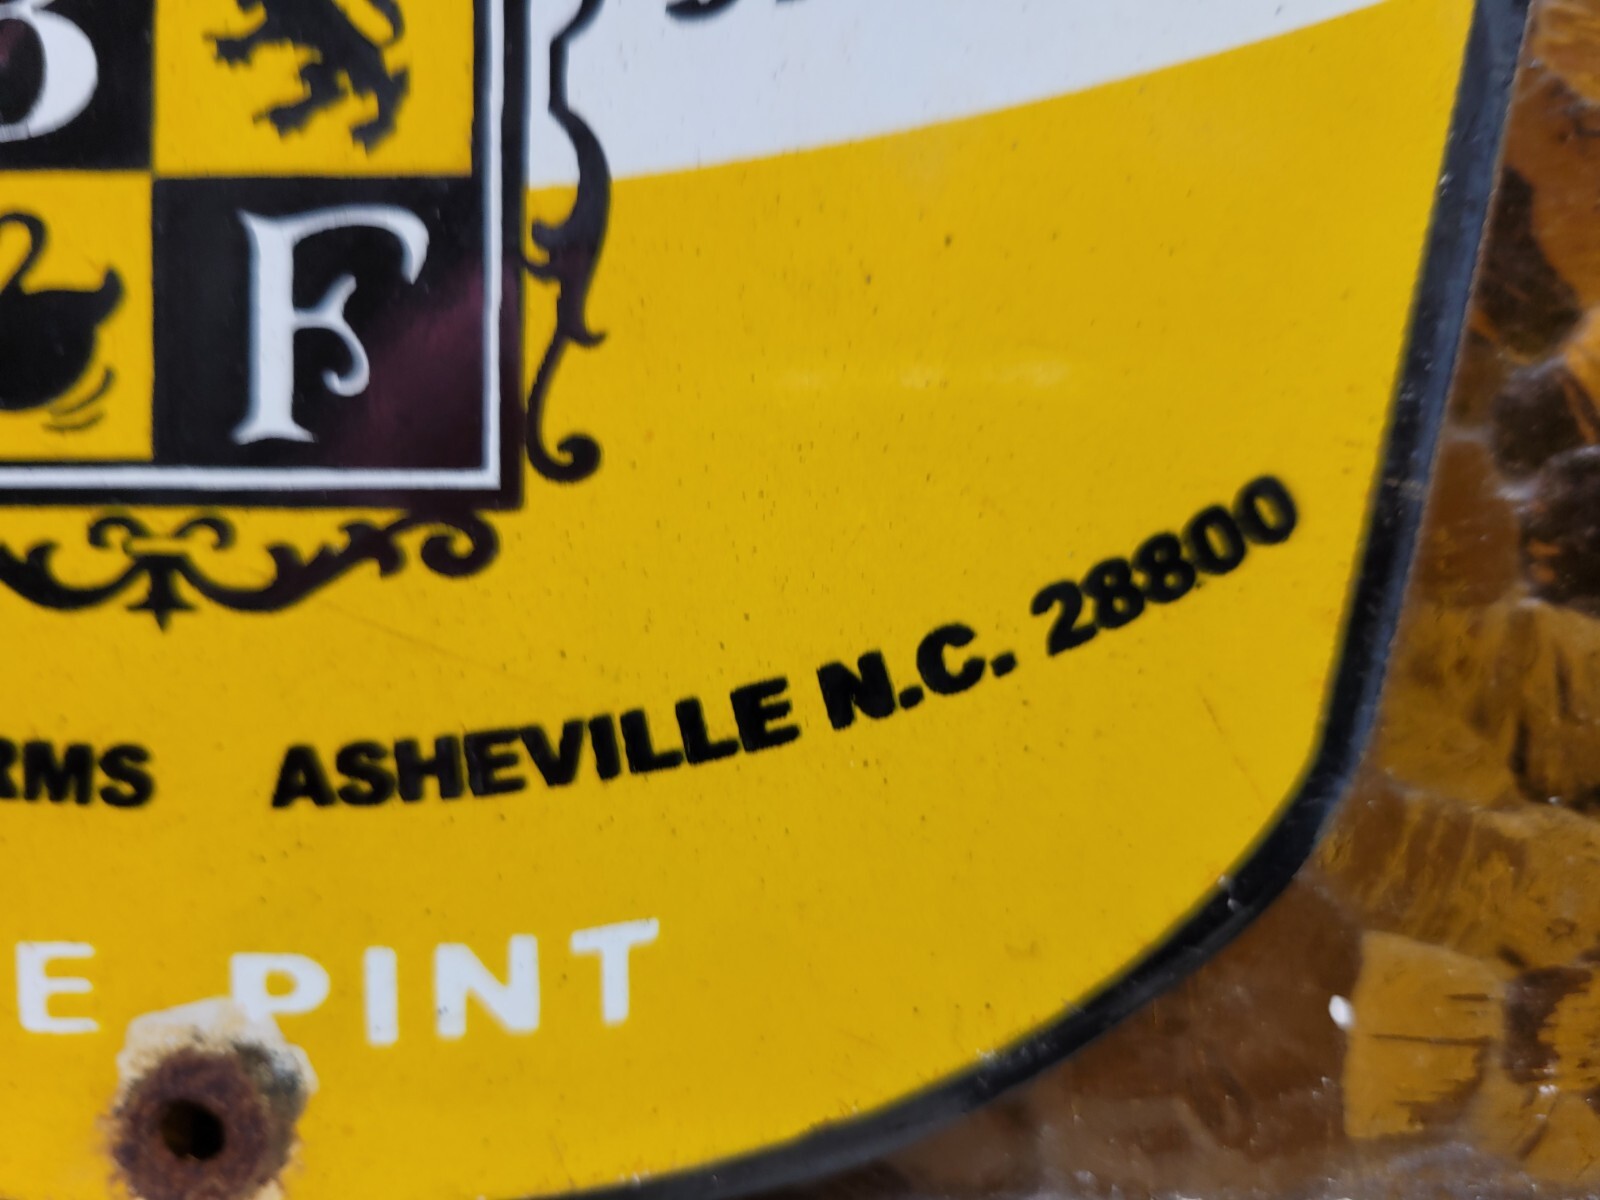 B
F
RMS ASHEVILLE N.C. 28800
E PINT